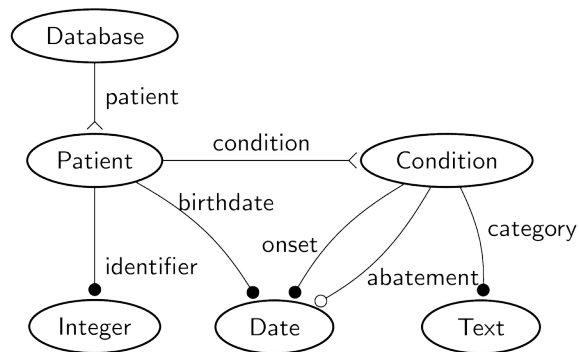 Database
patient
Patient
condition
Condition
birthdate
onset
category
identifier
abatement
Integer
Date
Text